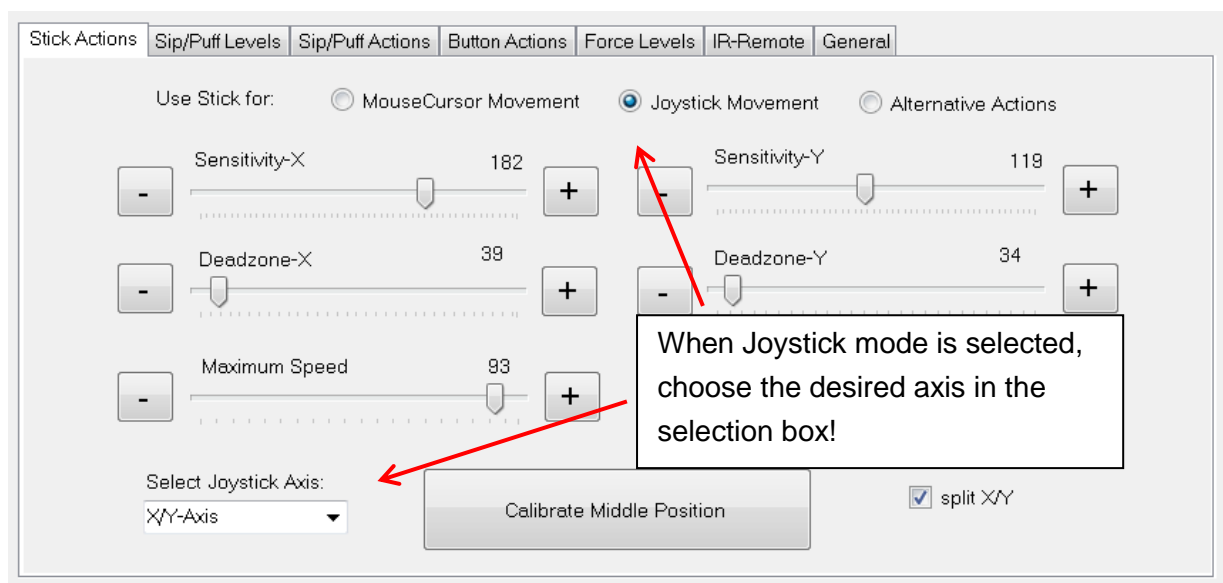 Stick Actions Sip/Puff Levels Sip/Puff Actions Button Actions Force Levels IR-Remote General
Use Stick for: MouseCursor Movement Joystick Movement Alternative Actions
Sensitivity-X 182 Sensitivity-Y 119
- + - +
Deadzone-X 39 Deadzone-Y 34
- + - +
When Joystick mode is selected,
choose the desired axis in the
selection box!
Maximum Speed 93
- +
Select Joystick Axis:
X/Y-Axis
Calibrate Middle Position
split X/Y